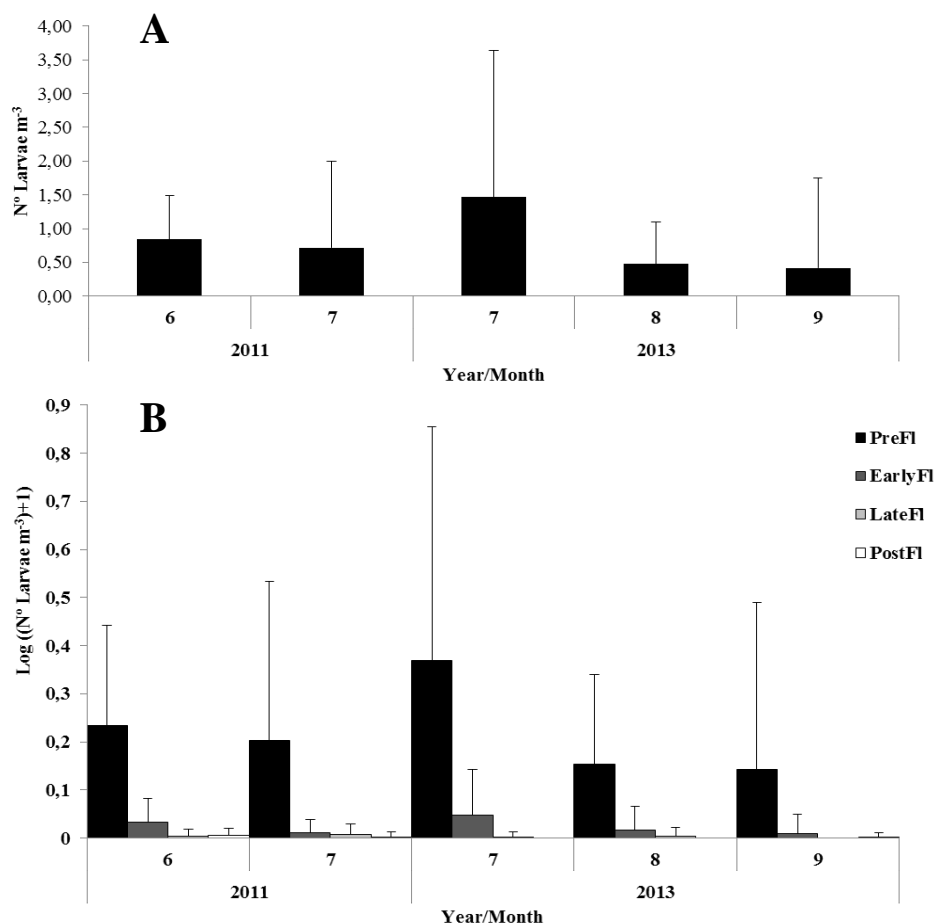 A
4,00
3,50
3,00
2,50
2,00
1,50
1,00
0,50
0,00
Nº Larvae m-3
6 7 7 8 9
2011 2013
Year/Month
B
0,9
0,8
0,7
0,6
0,5
0,4
0,3
0,2
0,1
0
Log ((Nº Larvae m-3)+1)
PreFl
EarlyFl
LateFl
PostFl
6 7 7 8 9
2011 2013
Year/Month